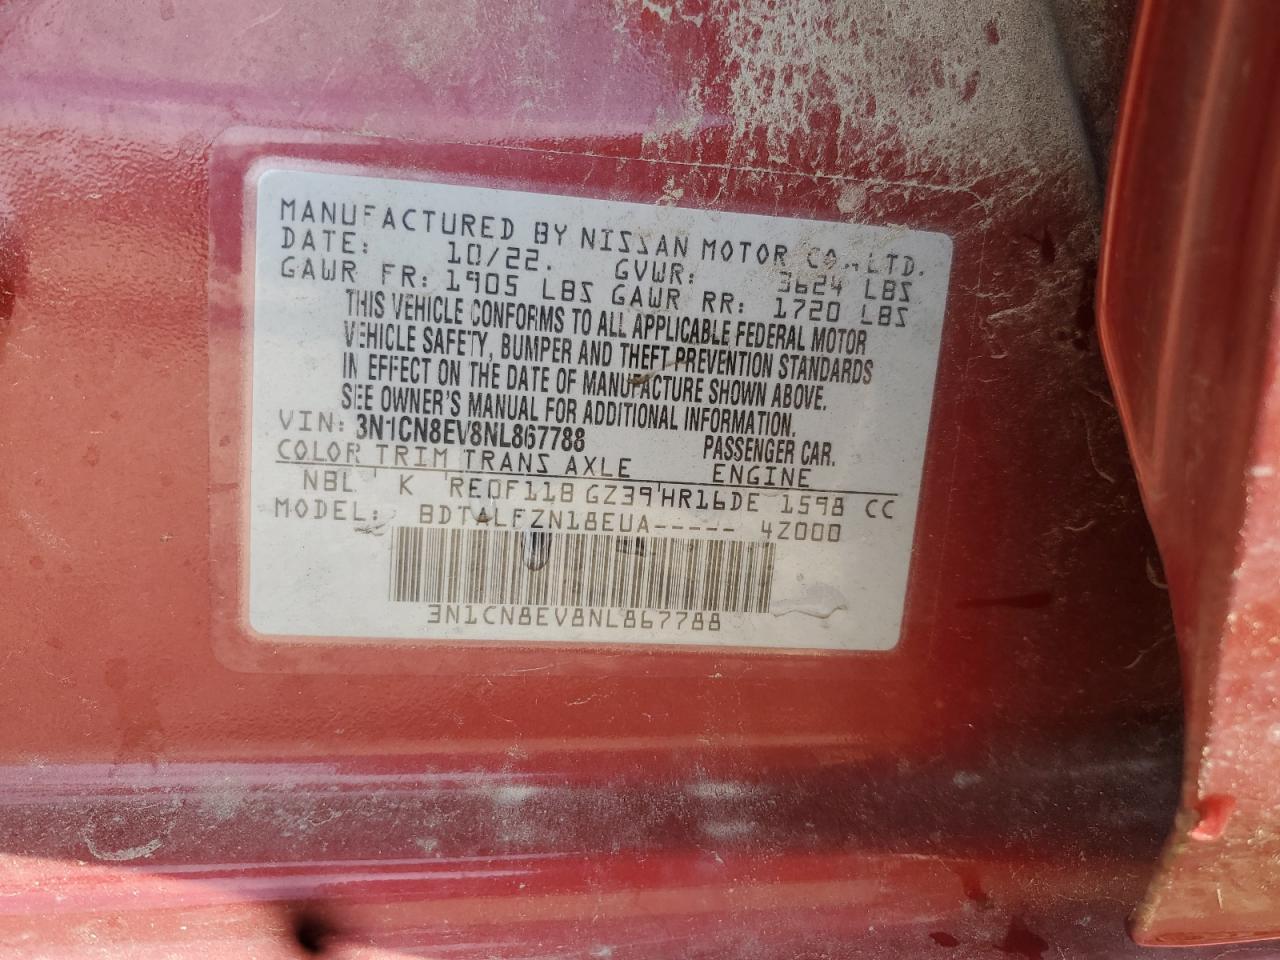 MANUFACTURED BY NISSAN MOTOR CO.,LTD.
DATE: 10/22. GVWR: 3624 LBS
GAWR FR: 1905 LBS GAWR RR: 1720 LBS
THIS VEHICLE CONFORMS TO ALL APPLICABLE FEDERAL MOTOR
VEHICLE SAFETY, BUMPER AND THEFT PREVENTION STANDARDS
IN EFFECT ON THE DATE OF MANUFACTURE SHOWN ABOVE.
SEE OWNER'S MANUAL FOR ADDITIONAL INFORMATION.
VIN: 3N1CN8EV8NL867788 PASSENGER CAR.
COLOR TRIM TRANS AXLE ENGINE
NBL K RE0F11B GZ39 HR16DE 1598 CC
MODEL: BDTALFZN18EUA----- 4Z000
3N1CN8EV8NL867788